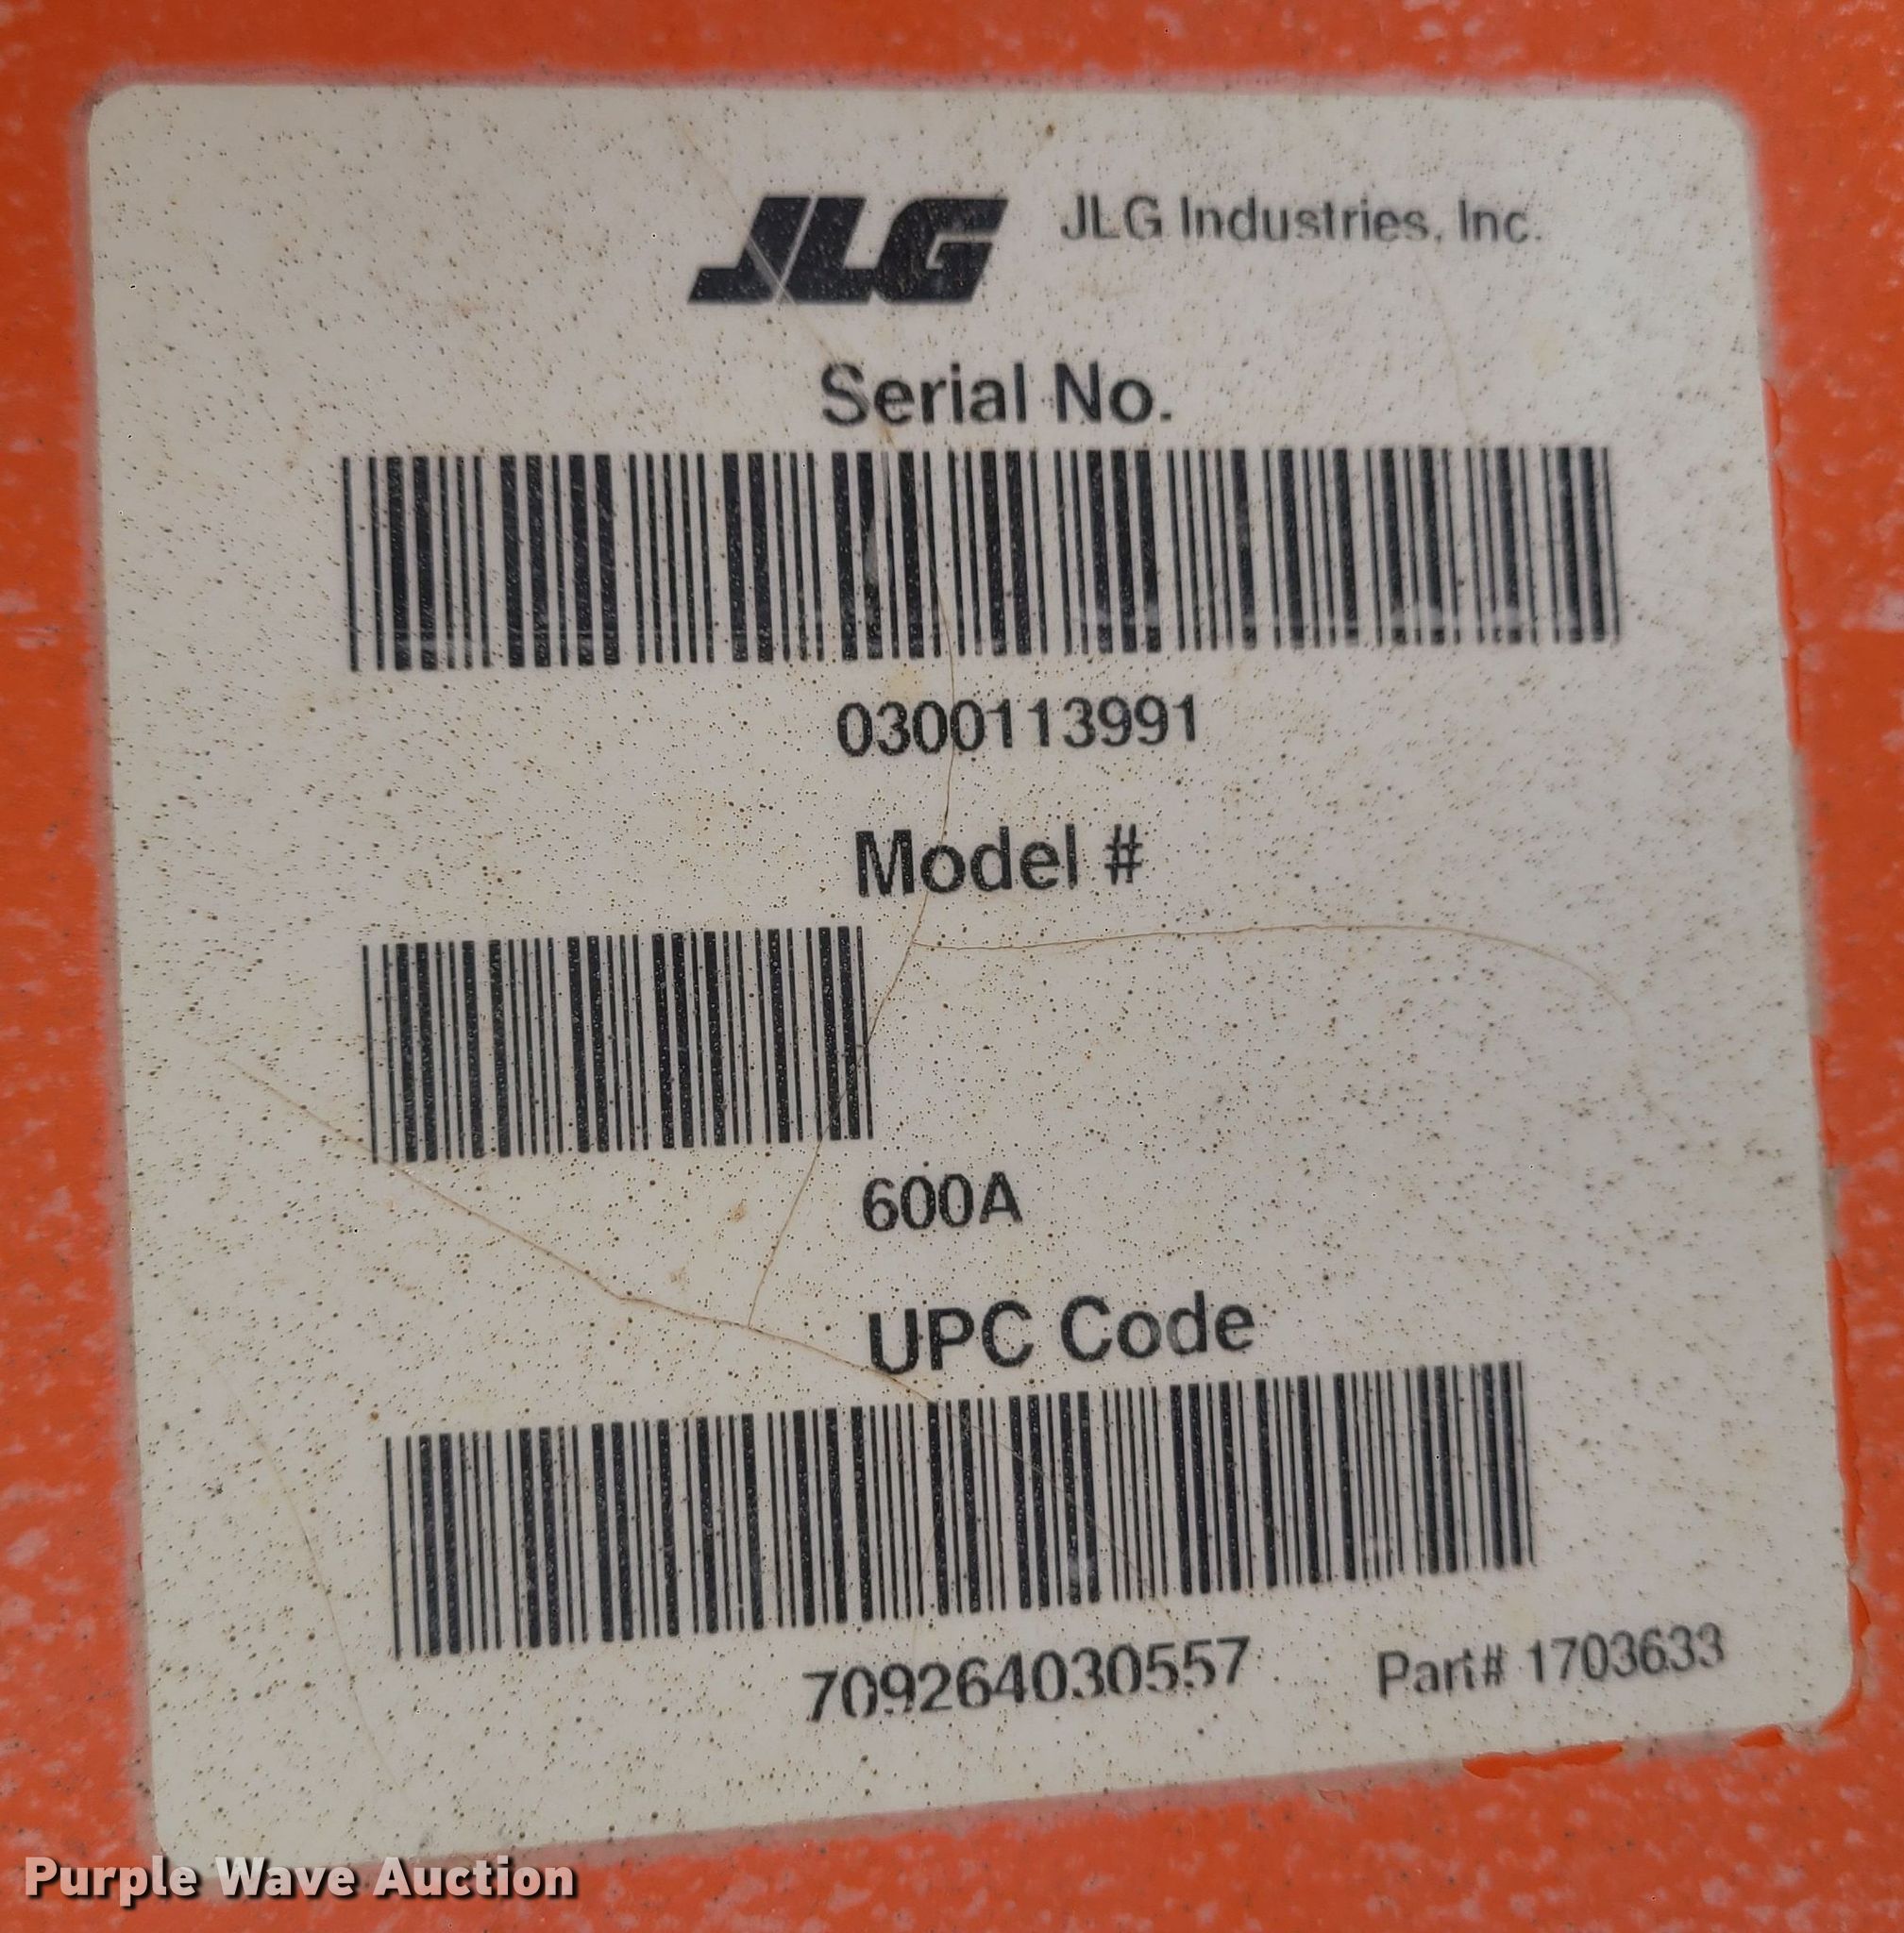 JLG JLG Industries, Inc.
Serial No.
0300113991
Model #
600A
UPC Code
709264030557
Part# 1703633
Purple Wave Auction